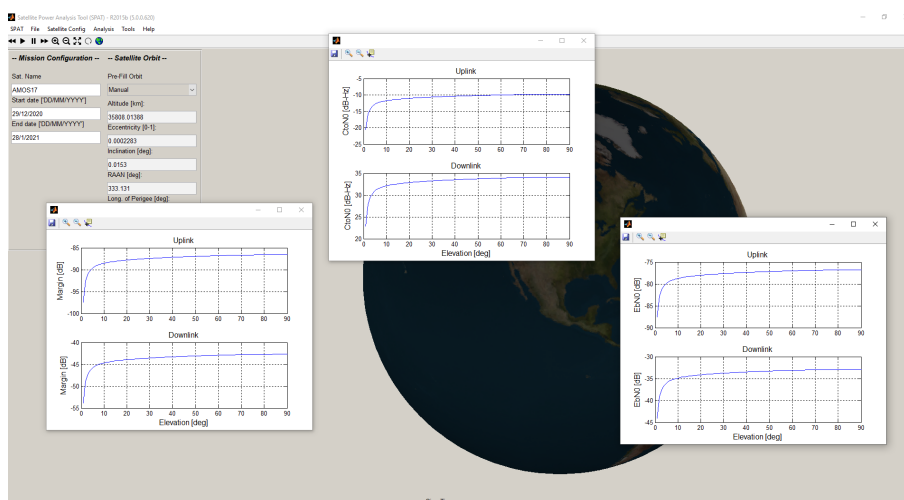 Satellite Power Analysis Tool (SPAT) - R2015b (5.0.0.620)
SPAT File Satellite Config Analysis Tools Help
-- Mission Configuration -- -- Satellite Orbit --
Sat. Name Pre-Fill Orbit
AMOS17 Manual
Start date [DD/MM/YYYY'] Altitude [km]:
29/12/2020 35808.01388
End date [DD/MM/YYYY'] Eccentricity [0-1]:
28/1/2021 0.0002283
Inclination [deg]:
0.0153
RAAN [deg]:
333.131
Long. of Perigee [deg]:
Uplink
CtoN0 [dB-Hz]
-5
-10
-15
-20
-25
0 10 20 30 40 50 60 70 80 90
Downlink
CtoN0 [dB-Hz]
35
30
25
20
0 10 20 30 40 50 60 70 80 90
Elevation [deg]
Uplink
Margin [dB]
-85
-90
-95
-100
0 10 20 30 40 50 60 70 80 90
Downlink
Margin [dB]
-40
-45
-50
-55
0 10 20 30 40 50 60 70 80 90
Elevation [deg]
Uplink
EbN0 [dB]
-75
-80
-85
-90
0 10 20 30 40 50 60 70 80 90
Downlink
EbN0 [dB]
-30
-35
-40
-45
0 10 20 30 40 50 60 70 80 90
Elevation [deg]